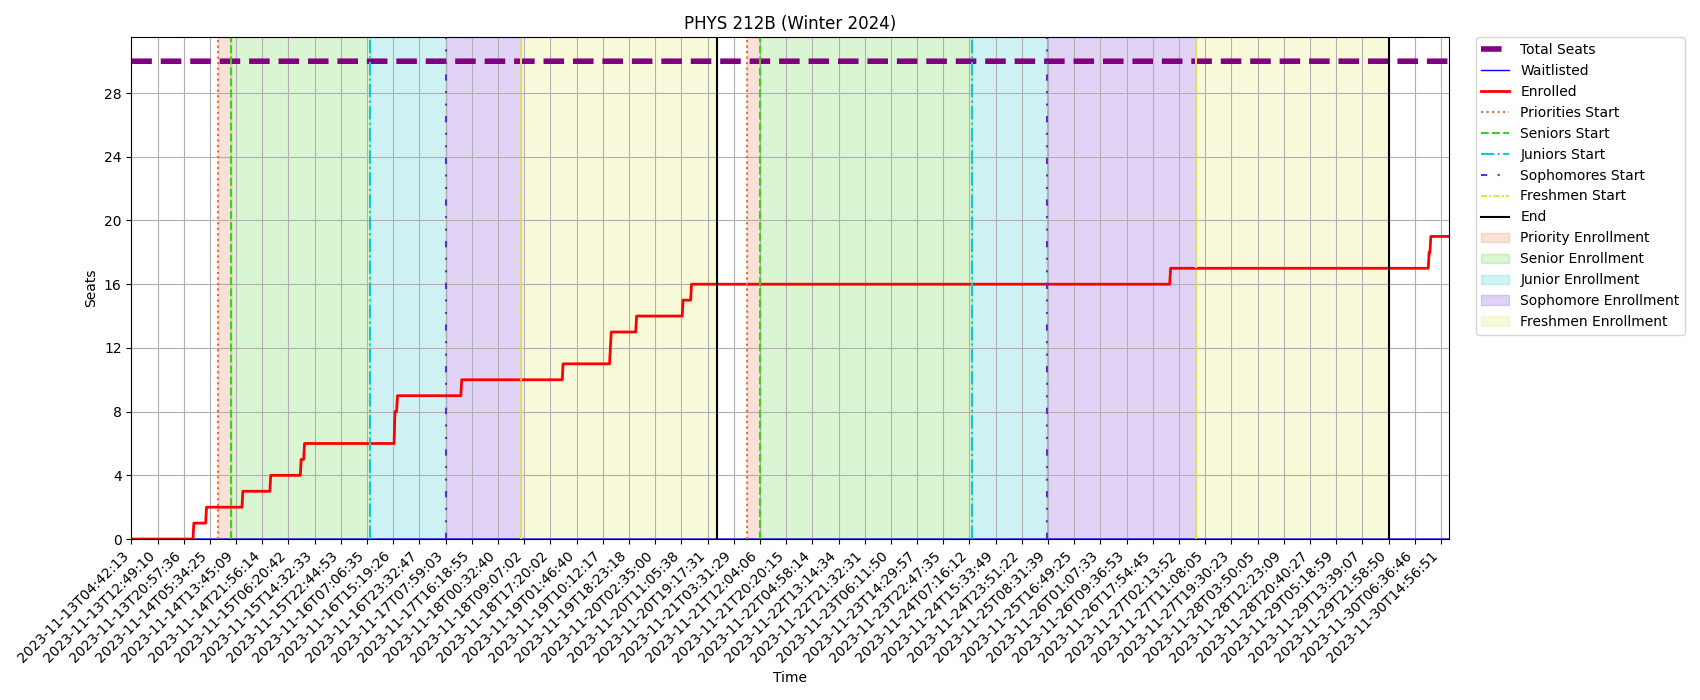 PHYS 212B (Winter 2024)
Seats
28
24
20
16
12
8
4
0
2023-11-13T04:42:13
2023-11-13T12:49:10
2023-11-13T20:57:36
2023-11-14T05:34:25
2023-11-14T13:45:09
2023-11-14T21:56:14
2023-11-15T06:20:42
2023-11-15T14:32:33
2023-11-15T22:44:53
2023-11-16T07:06:35
2023-11-16T15:19:26
2023-11-16T23:32:47
2023-11-17T07:59:03
2023-11-17T16:18:55
2023-11-18T00:32:40
2023-11-18T09:07:02
2023-11-18T17:20:02
2023-11-19T01:46:40
2023-11-19T10:12:17
2023-11-19T18:23:18
2023-11-20T02:35:00
2023-11-20T11:05:38
2023-11-20T19:17:31
2023-11-21T03:31:29
2023-11-21T12:04:06
2023-11-21T20:20:15
2023-11-22T04:58:14
2023-11-22T13:14:34
2023-11-22T21:32:31
2023-11-23T06:11:50
2023-11-23T14:29:57
2023-11-23T22:47:35
2023-11-24T07:16:12
2023-11-24T15:33:49
2023-11-24T23:51:22
2023-11-25T08:31:39
2023-11-25T16:49:25
2023-11-26T01:07:33
2023-11-26T09:36:53
2023-11-26T17:54:45
2023-11-27T02:13:52
2023-11-27T11:08:05
2023-11-27T19:30:23
2023-11-28T03:50:05
2023-11-28T12:23:09
2023-11-28T20:40:27
2023-11-29T05:18:59
2023-11-29T13:39:07
2023-11-29T21:58:50
2023-11-30T06:36:46
2023-11-30T14:56:51
Time
Total Seats
Waitlisted
Enrolled
Priorities Start
Seniors Start
Juniors Start
Sophomores Start
Freshmen Start
End
Priority Enrollment
Senior Enrollment
Junior Enrollment
Sophomore Enrollment
Freshmen Enrollment